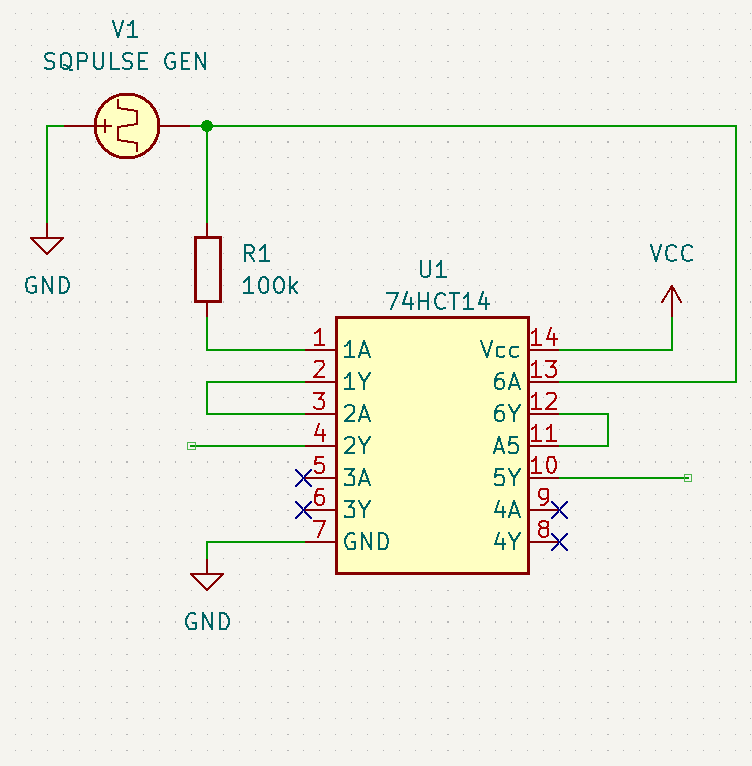 V1
SQPULSE GEN
GND
R1
100k
VCC
U1
74HCT14
1 1A Vcc 14
2 1Y 6A 13
3 2A 6Y 12
4 2Y A5 11
5 3A 5Y 10
6 3Y 4A 9
7 GND 4Y 8
GND